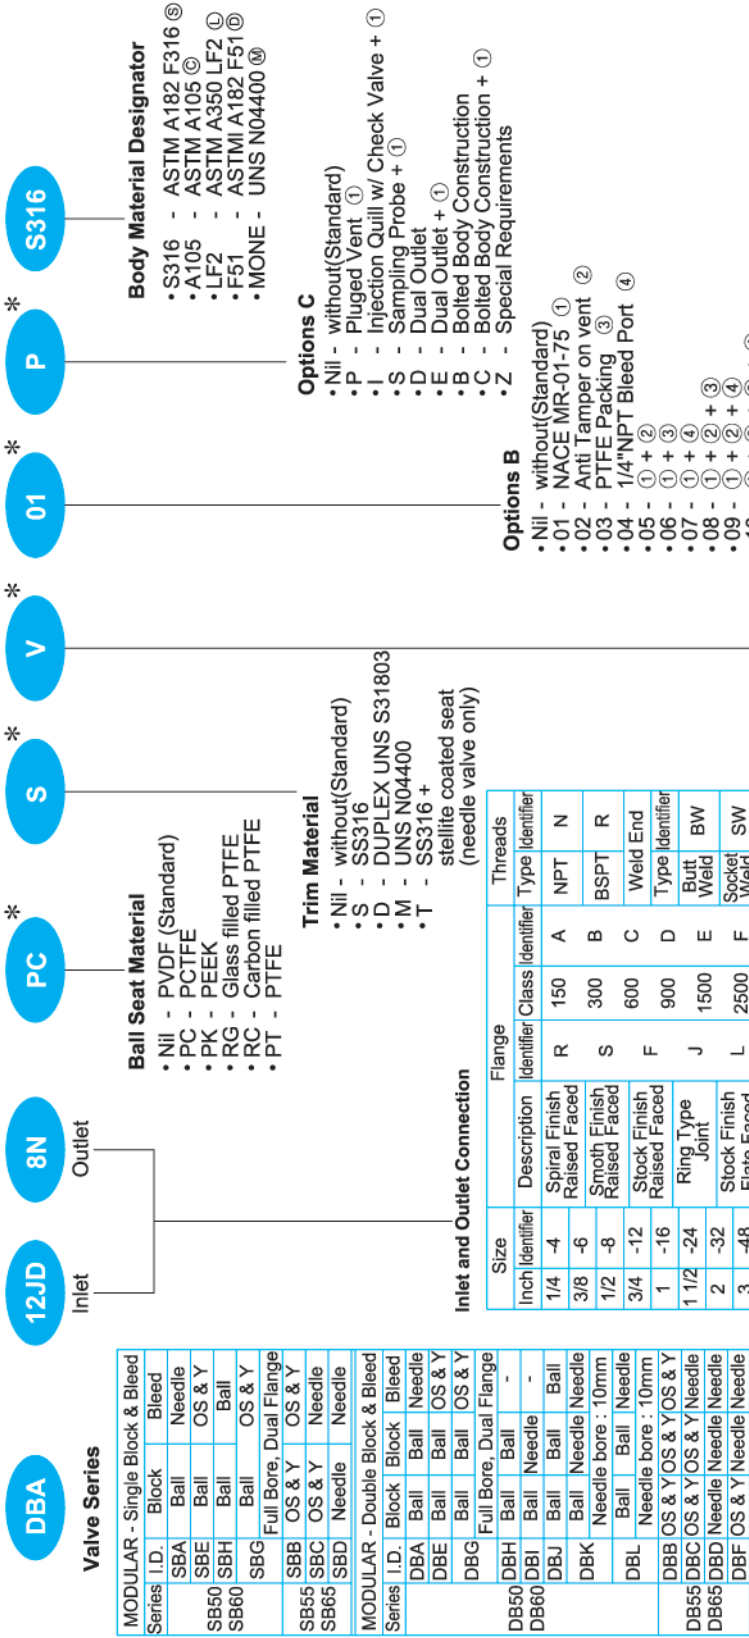 DBA
12JD
8N
PC
*
S
*
V
*
01
*
P
*
S316
Inlet
Outlet
Valve Series
MODULAR - Single Block & Bleed
Series I.D. Block Bleed
SB50
SB60
SBA Ball Needle
SBE Ball OS & Y
SBH Ball Ball
SBG Ball OS & Y
Full Bore, Dual Flange
SB55
SB65
SBB OS & Y OS & Y
SBC OS & Y Needle
SBD Needle Needle
MODULAR - Double Block & Bleed
Series I.D. Block Block Bleed
DB50
DB60
DBA Ball Ball Needle
DBE Ball Ball OS & Y
DBG Ball Ball OS & Y
Full Bore, Dual Flange
DBH Ball Ball -
DBI Ball Needle -
DBJ Ball Ball Ball
DBK Ball Needle Needle
Needle bore : 10mm
DBL Ball Ball Needle
Needle bore : 10mm
DB55
DB65
DBB OS & Y OS & Y OS & Y
DBC OS & Y OS & Y Needle
DBD Needle Needle Needle
DBF OS & Y Needle Needle
Inlet and Outlet Connection
Size Flange Threads
Inch Identifier Description Identifier Class Identifier Type Identifier
1/4 -4
3/8 -6
1/2 -8
3/4 -12
1 -16
1 1/2 -24
2 -32
3 -48
Spiral Finish
Raised Faced R
Smoth Finish
Raised Faced S
Stock Finish
Raised Faced F
Ring Type
Joint J
Stock Finish
Flate Faced L
150 A
300 B
600 C
900 D
1500 E
2500 F
NPT N
BSPT R
Weld End
Type Identifier
Butt
Weld BW
Socket
Weld SW
Ball Seat Material
• Nil - PVDF (Standard)
• PC - PCTFE
• PK - PEEK
• RG - Glass filled PTFE
• RC - Carbon filled PTFE
• PT - PTFE
Trim Material
• Nil - without(Standard)
• S - SS316
• D - DUPLEX UNS S31803
• M - UNS N04400
• T - SS316 +
stellite coated seat
(needle valve only)
Options B
• Nil - without(Standard)
• 01 - NACE MR-01-75 ①
• 02 - Anti Tamper on vent ②
• 03 - PTFE Packing ③
• 04 - 1/4"NPT Bleed Port ④
• 05 - ① + ②
• 06 - ① + ③
• 07 - ① + ④
• 08 - ① + ② + ③
• 09 - ① + ② + ④
Options C
• Nil - without(Standard)
• P - Pluged Vent ①
• I - Injection Quill w/ Check Valve + ①
• S - Sampling Probe + ①
• D - Dual Outlet
• E - Dual Outlet + ①
• B - Bolted Body Construction
• C - Bolted Body Construction + ①
• Z - Special Requirements
Body Material Designator
• S316 - ASTM A182 F316 Ⓢ
• A105 - ASTM A105 Ⓒ
• LF2 - ASTM A350 LF2 Ⓛ
• F51 - ASTMI A182 F51 Ⓓ
• MONE - UNS N04400 Ⓜ